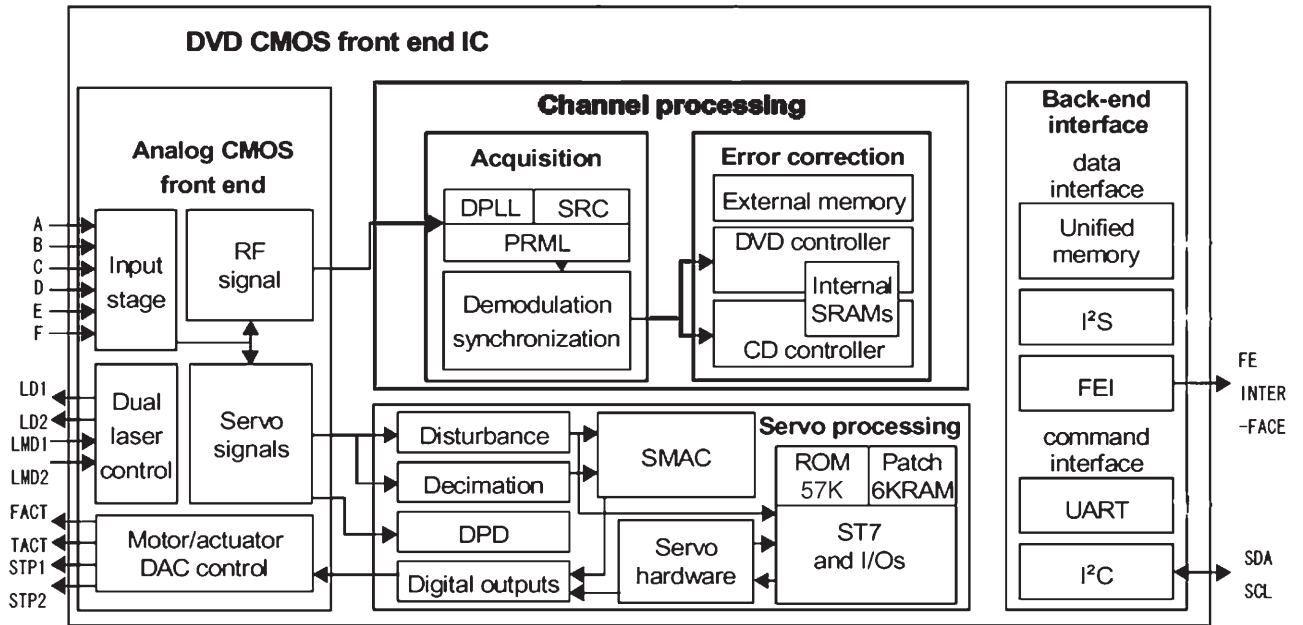 DVD CMOS front end IC
Analog CMOS
front end
A
B
C
D
E
F
Input
stage
RF
signal
LD1
LD2
LMD1
LMD2
Dual
laser
control
Servo
signals
FACT
TACT
STP1
STP2
Motor/actuator
DAC control
Channel processing
Acquisition
DPLL
SRC
PRML
Demodulation
synchronization
Error correction
External memory
DVD controller
Internal
SRAMs
CD controller
Servo processing
Disturbance
Decimation
DPD
Digital outputs
SMAC
Servo
hardware
ROM
57K
Patch
6KRAM
ST7
and I/Os
Back-end
interface
data
interface
Unified
memory
I²S
FEI
command
interface
UART
I²C
FE
INTER
-FACE
SDA
SCL